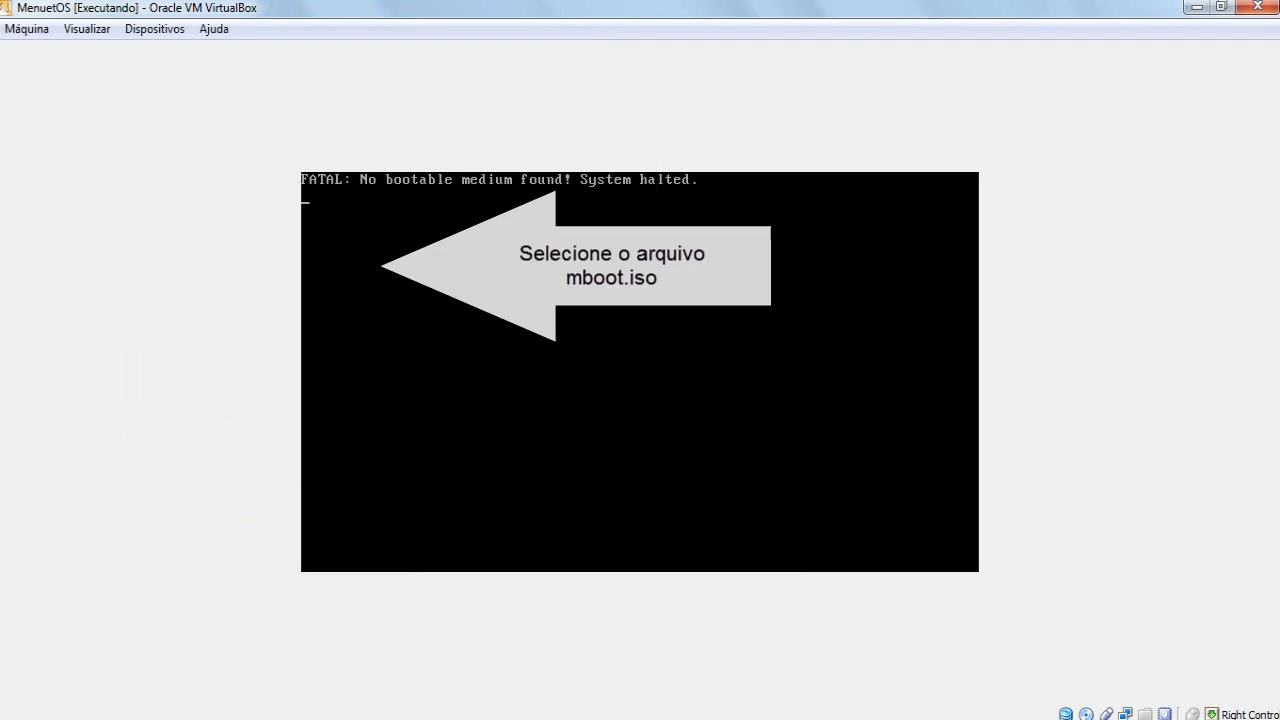 MenuetOS [Executando] - Oracle VM VirtualBox
Máquina Visualizar Dispositivos Ajuda
FATAL: No bootable medium found! System halted.
Selecione o arquivo
mboot.iso
Right Contro